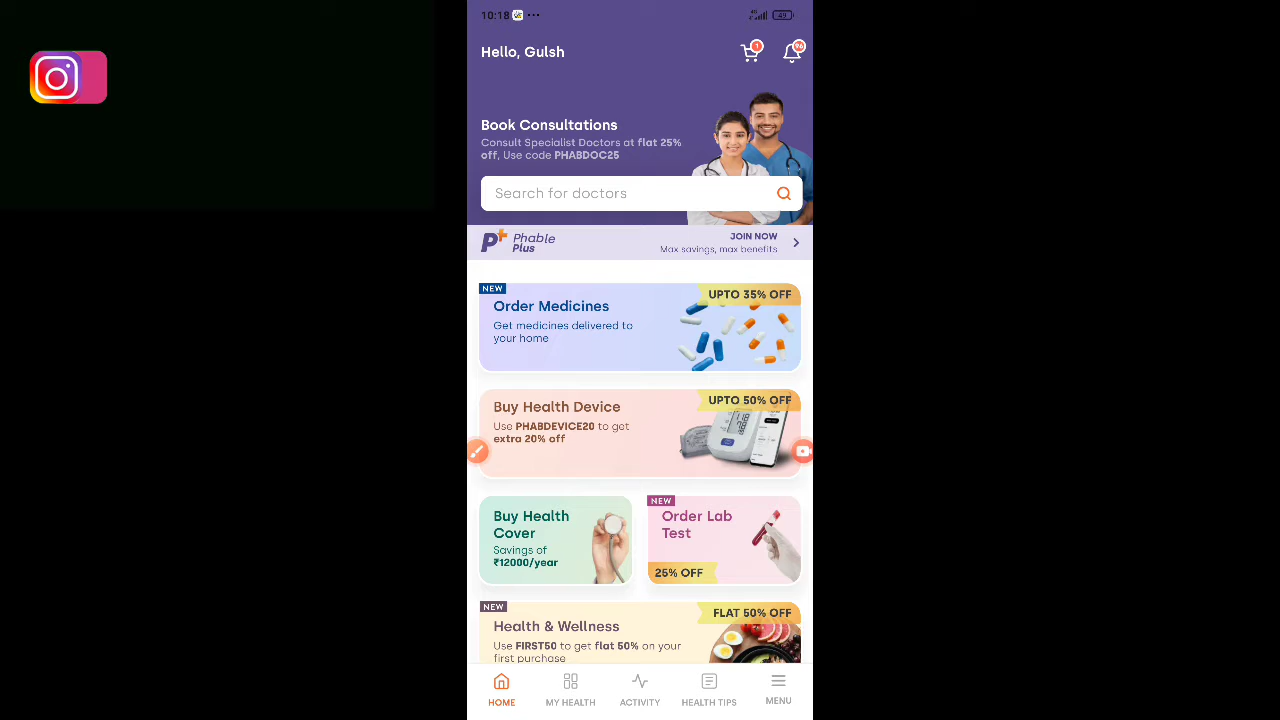 10:18
4G
49
Hello, Gulsh
1
96
Book Consultations
Consult Specialist Doctors at flat 25%
off, Use code PHABDOC25
Search for doctors
P+ Phable
Plus
JOIN NOW
Max savings, max benefits
NEW
UPTO 35% OFF
Order Medicines
Get medicines delivered to
your home
UPTO 50% OFF
Buy Health Device
Use PHABDEVICE20 to get
extra 20% off
Buy Health
Cover
Savings of
₹12000/year
NEW
Order Lab
Test
25% OFF
NEW
FLAT 50% OFF
Health & Wellness
Use FIRST50 to get flat 50% on your
first purchase
HOME
MY HEALTH
ACTIVITY
HEALTH TIPS
MENU